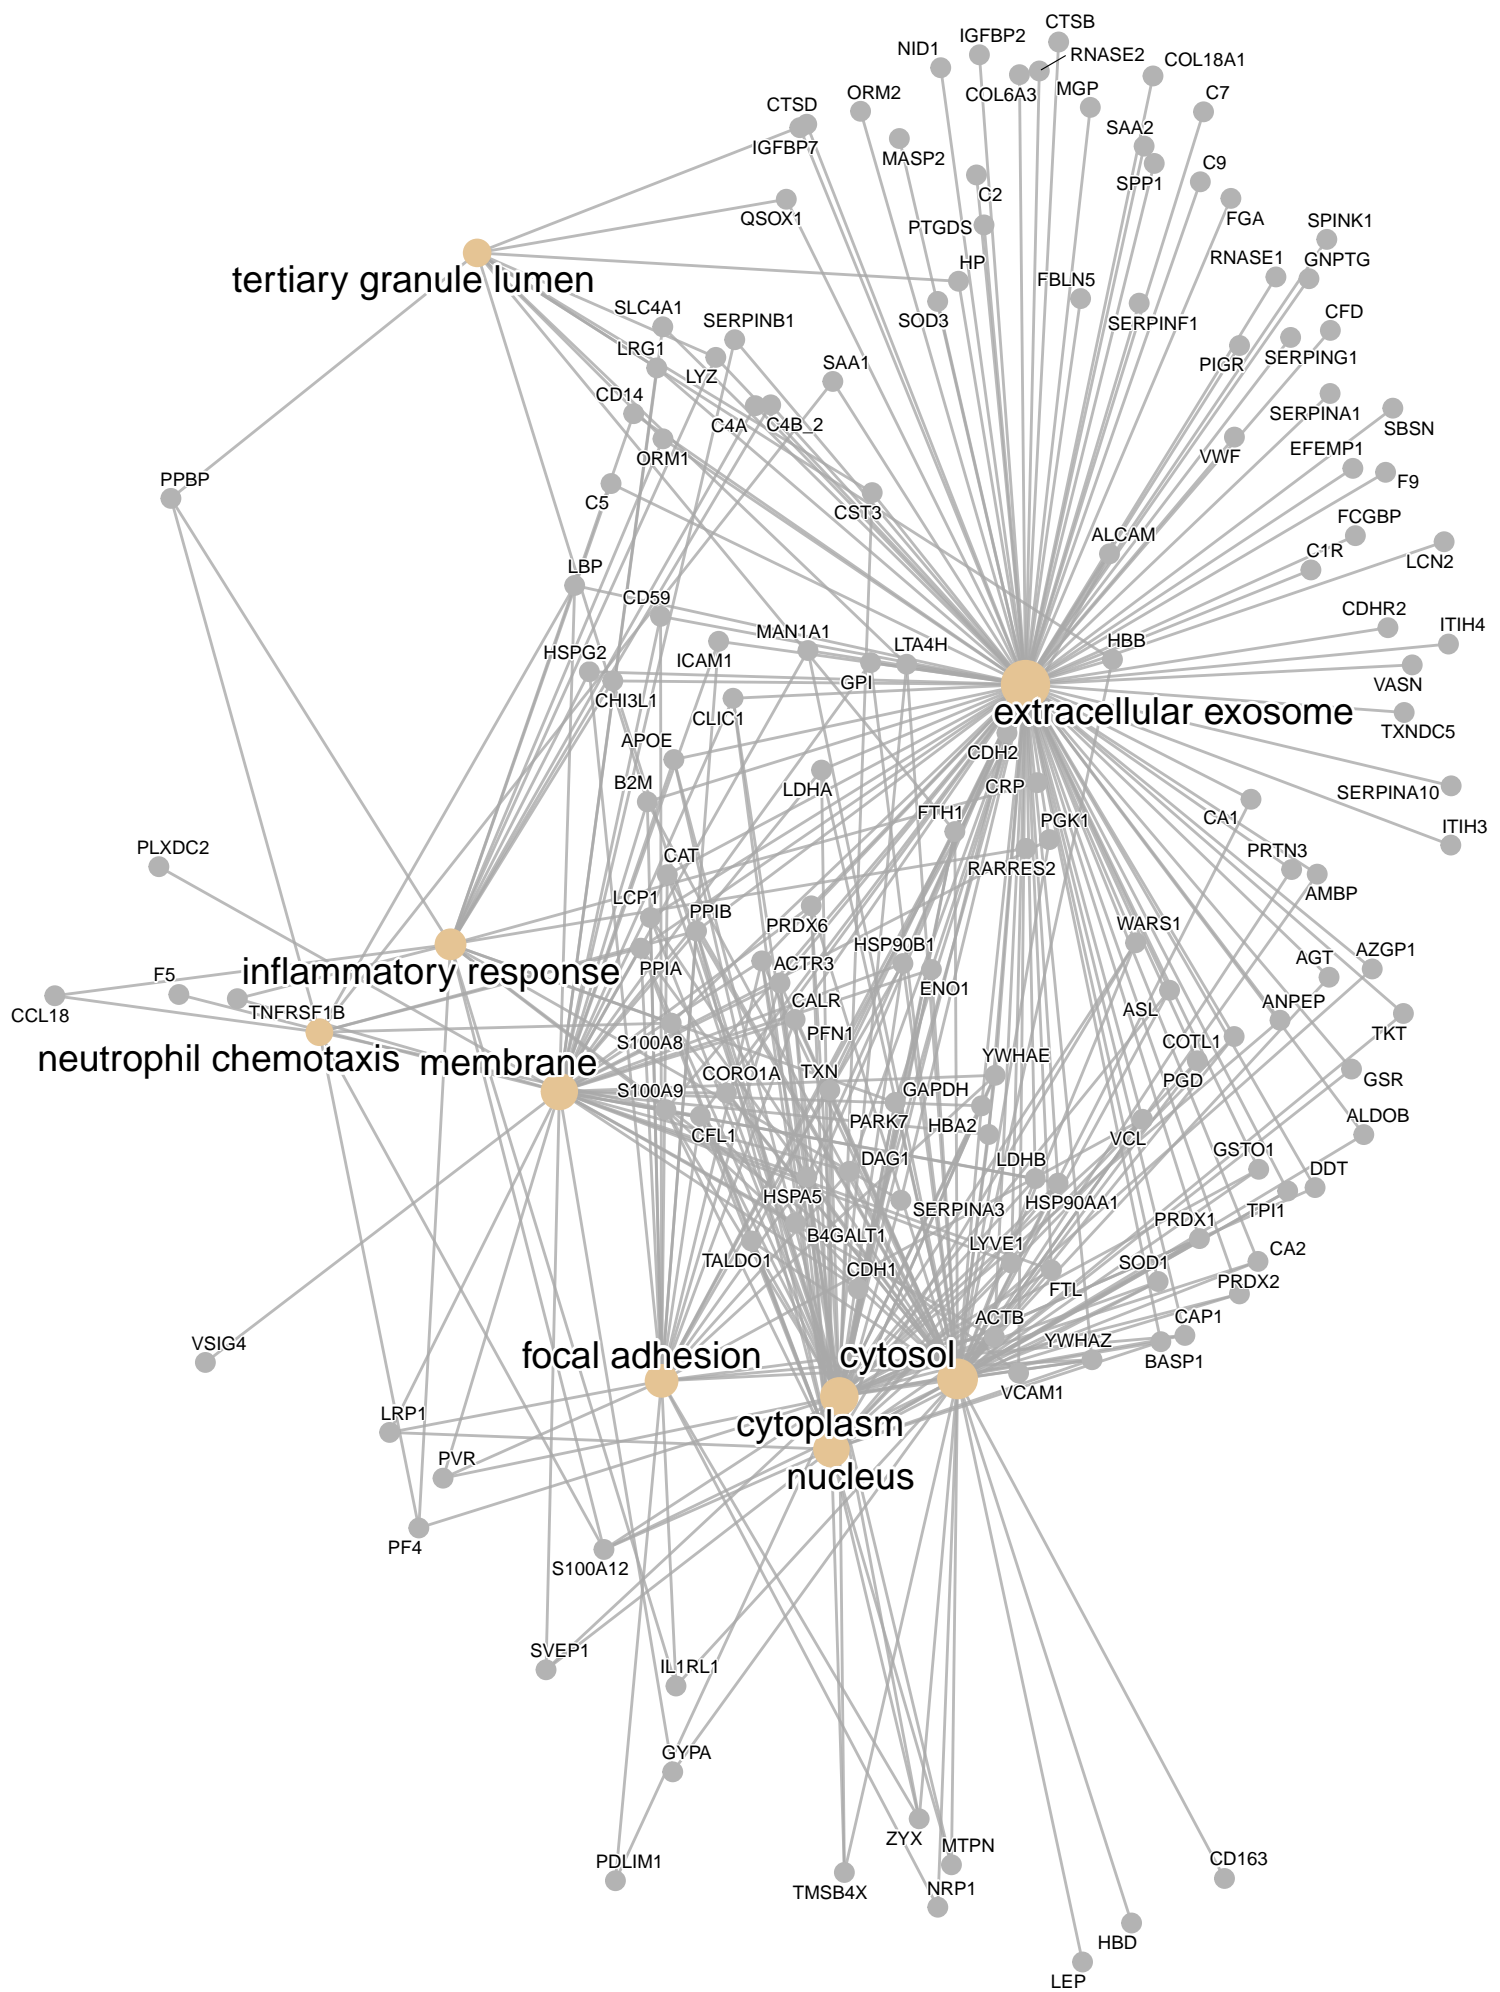 CTSB
IGFBP2
NID1
RNASE2
COL18A1
COL6A3
MGP
C7
ORM2
CTSD
SAA2
IGFBP7
MASP2
C9
SPP1
C2
QSOX1
FGA
SPINK1
PTGDS
RNASE1
GNPTG
HP
tertiary granule lumen
FBLN5
SLC4A1
SERPINB1
SOD3
SERPINF1
CFD
LRG1
SAA1
PIGR
SERPING1
LYZ
CD14
C4A
C4B_2
SERPINA1
SBSN
ORM1
VWF
EFEMP1
PPBP
F9
C5
CST3
FCGBP
ALCAM
C1R
LCN2
LBP
CD59
CDHR2
ITIH4
MAN1A1
LTA4H
HBB
HSPG2
ICAM1
GPI
VASN
CHI3L1
CLIC1
extracellular exosome
TXNDC5
APOE
CDH2
B2M
LDHA
CRP
SERPINA10
FTH1
PGK1
CA1
ITIH3
PLXDC2
CAT
RARRES2
PRTN3
AMBP
LCP1
PPIB
PRDX6
WARS1
HSP90B1
AGT
AZGP1
F5
inflammatory response
PPIA
ACTR3
ENO1
CALR
ASL
ANPEP
CCL18
TNFRSF1B
TKT
S100A8
PFN1
COTL1
neutrophil chemotaxis
membrane
YWHAE
CORO1A
TXN
PGD
GSR
S100A9
GAPDH
PARK7
HBA2
ALDOB
CFL1
VCL
DAG1
LDHB
GSTO1
DDT
HSPA5
SERPINA3
HSP90AA1
TPI1
PRDX1
B4GALT1
LYVE1
CA2
TALDO1
CDH1
SOD1
FTL
PRDX2
ACTB
CAP1
VSIG4
YWHAZ
focal adhesion
cytosol
BASP1
VCAM1
LRP1
cytoplasm
PVR
nucleus
PF4
S100A12
SVEP1
IL1RL1
GYPA
ZYX
MTPN
PDLIM1
CD163
TMSB4X
NRP1
HBD
LEP